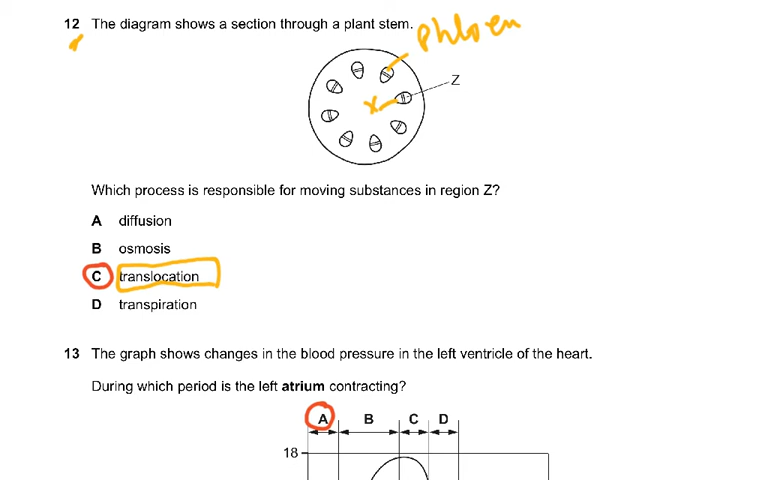 12 The diagram shows a section through a plant stem.
phloem
Z
x
Which process is responsible for moving substances in region Z?
A diffusion
B osmosis
C translocation
D transpiration
13 The graph shows changes in the blood pressure in the left ventricle of the heart.
During which period is the left atrium contracting?
A B C D
18